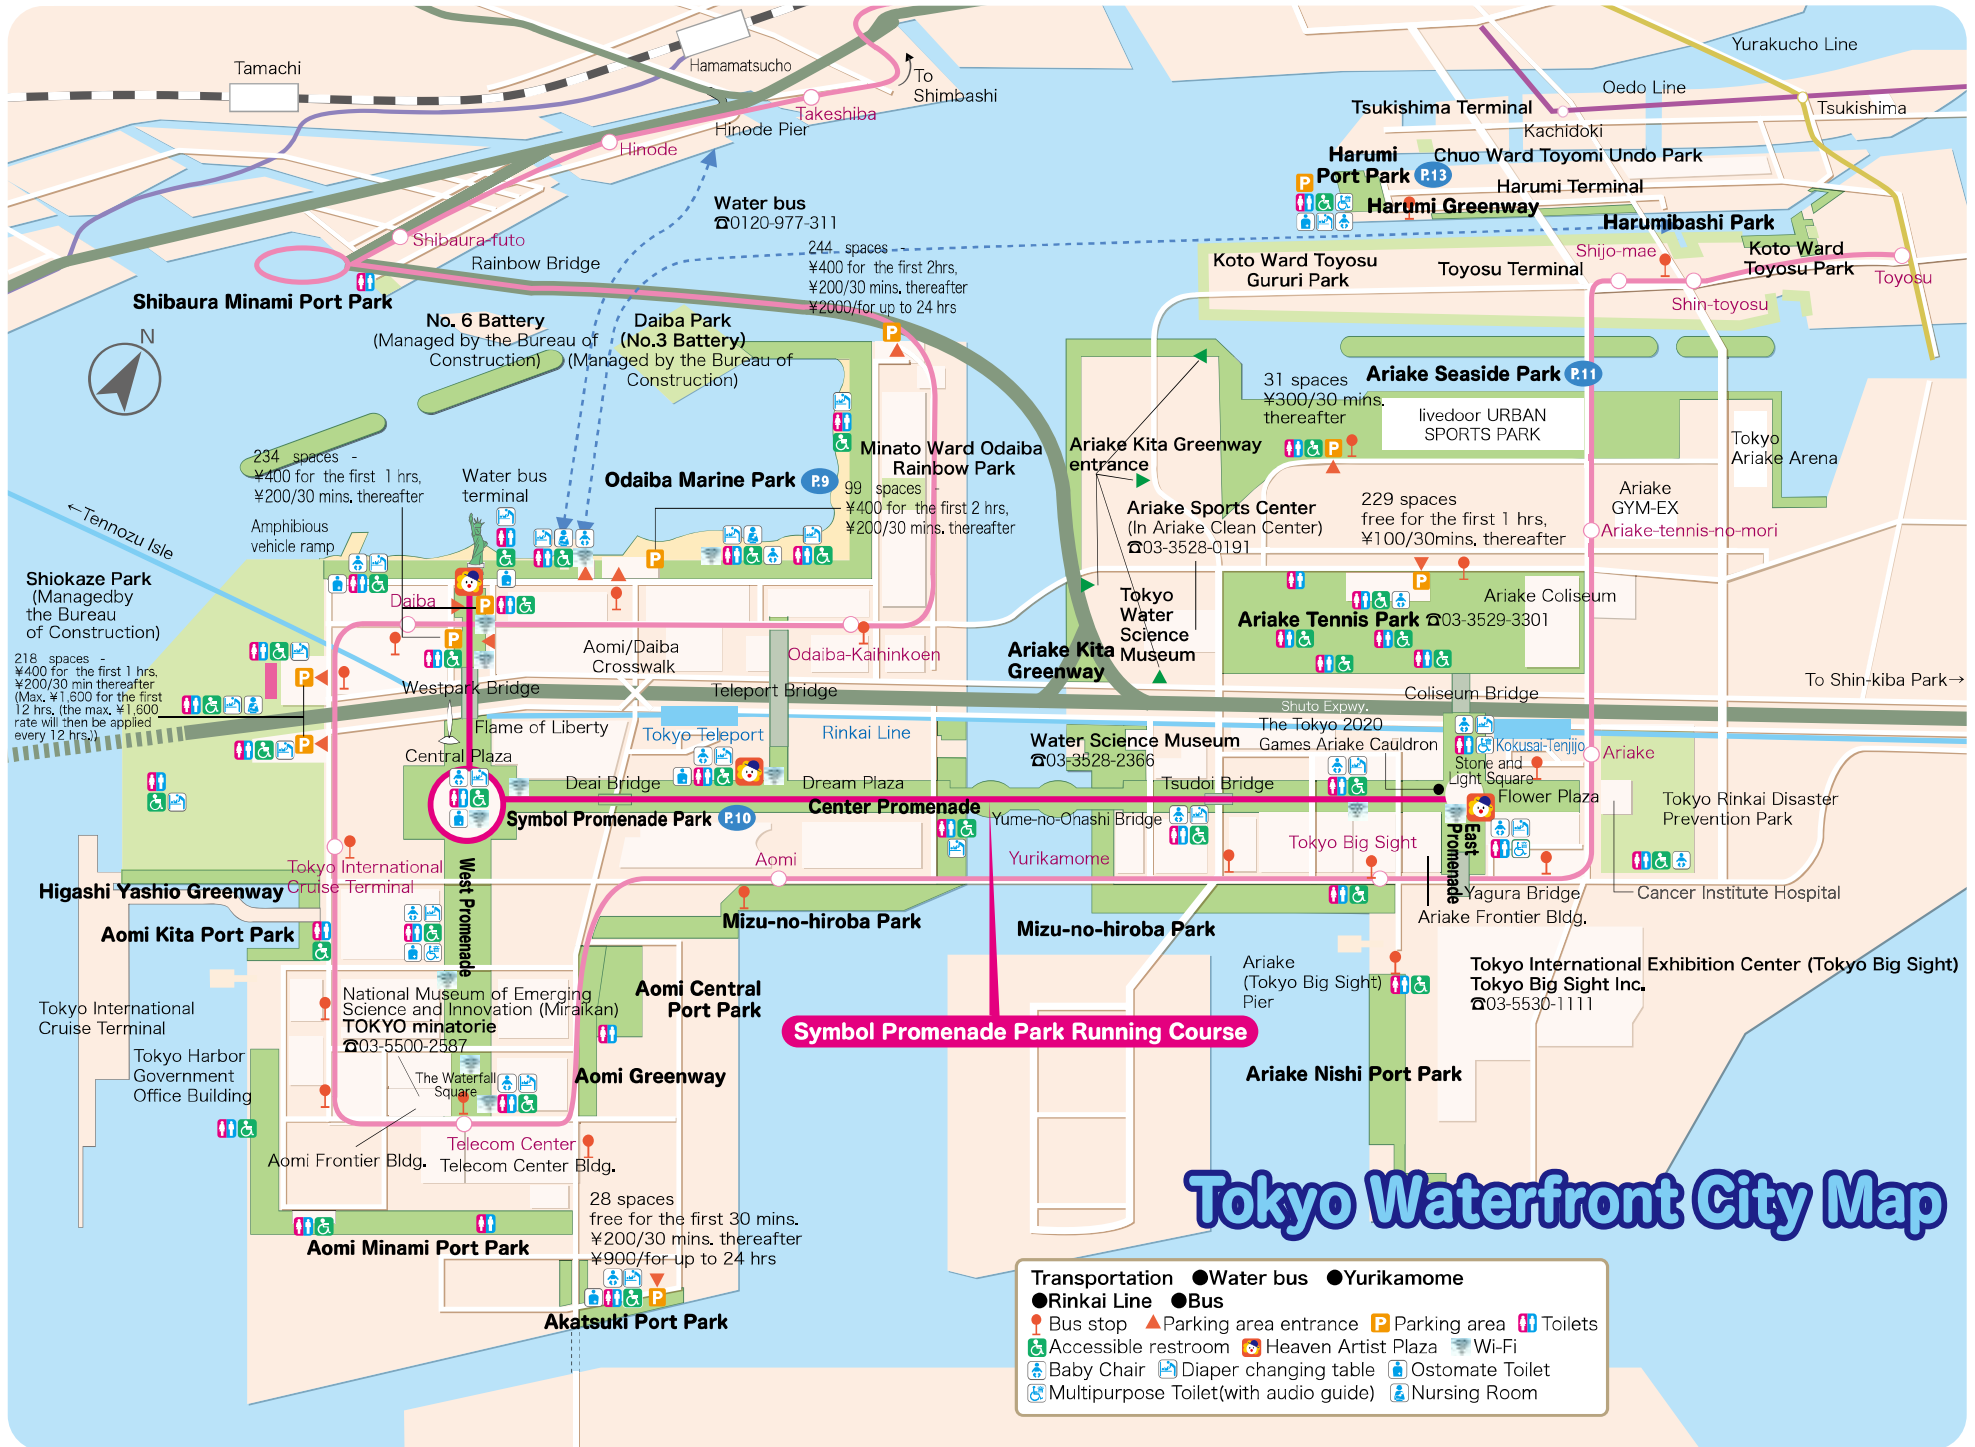 Tamachi
Hamamatsucho
To
Shimbashi
Takeshiba
Hinode Pier
Hinode
Yurakucho Line
Oedo Line
Tsukishima Terminal
Tsukishima
Kachidoki
Harumi
Port Park P.13
Chuo Ward Toyomi Undo Park
P
Harumi Terminal
Harumi Greenway
Harumibashi Park
Water bus
☎0120-977-311
Shibaura-futo
Rainbow Bridge
Shibaura Minami Port Park
244 spaces -
¥400 for the first 2hrs,
¥200/30 mins. thereafter
¥2000/for up to 24 hrs
Koto Ward Toyosu
Gururi Park
Toyosu Terminal
Shijo-mae
Koto Ward
Toyosu Park
Toyosu
Shin-toyosu
N
No. 6 Battery
(Managed by the Bureau of
Construction)
Daiba Park
(No.3 Battery)
(Managed by the Bureau of
Construction)
P
Ariake Seaside Park P.11
31 spaces
¥300/30 mins.
thereafter
livedoor URBAN
SPORTS PARK
P
Tokyo
Ariake Arena
Ariake Kita Greenway
entrance
Minato Ward Odaiba
Rainbow Park
Odaiba Marine Park P.9
99 spaces -
¥400 for the first 2 hrs,
¥200/30 mins. thereafter
234 spaces -
¥400 for the first 1 hrs,
¥200/30 mins. thereafter
Water bus
terminal
Amphibious
vehicle ramp
←Tennozu Isle
P
Ariake Sports Center
(In Ariake Clean Center)
☎03-3528-0191
229 spaces
free for the first 1 hrs,
¥100/30mins. thereafter
Ariake
GYM-EX
Ariake-tennis-no-mori
P
Ariake Coliseum
Ariake Tennis Park ☎03-3529-3301
Shiokaze Park
(Managedby
the Bureau
of Construction)
218 spaces -
¥400 for the first 1 hrs,
¥200/30 min thereafter
(Max. ¥1,600 for the first
12 hrs. (the max. ¥1,600
rate will then be applied
every 12 hrs.))
Daiba
P
P
P
P
Aomi/Daiba
Crosswalk
Odaiba-Kaihinkoen
Tokyo
Water
Science
Museum
Ariake Kita
Greenway
Westpark Bridge
Teleport Bridge
Coliseum Bridge
To Shin-kiba Park→
Shuto Expwy.
Flame of Liberty
Tokyo Teleport
Rinkai Line
Central Plaza
Water Science Museum
☎03-3528-2366
The Tokyo 2020
Games Ariake Cauldron
Kokusai-Tenjijo
Ariake
Stone and
Light Square
Flower Plaza
Deai Bridge
Dream Plaza
Tsudoi Bridge
Center Promenade
Symbol Promenade Park P.10
Yume-no-Ohashi Bridge
Tokyo Rinkai Disaster
Prevention Park
East
Promenade
Tokyo International
Cruise Terminal
West Promenade
Aomi
Yurikamome
Tokyo Big Sight
Yagura Bridge
Cancer Institute Hospital
Ariake Frontier Bldg.
Higashi Yashio Greenway
Aomi Kita Port Park
Mizu-no-hiroba Park
Mizu-no-hiroba Park
Ariake
(Tokyo Big Sight)
Pier
Tokyo International Exhibition Center (Tokyo Big Sight)
Tokyo Big Sight Inc.
☎03-5530-1111
Tokyo International
Cruise Terminal
National Museum of Emerging
Science and Innovation (Miraikan)
TOKYO minatorie
☎03-5500-2587
Aomi Central
Port Park
Symbol Promenade Park Running Course
Tokyo Harbor
Government
Office Building
The Waterfall
Square
Aomi Greenway
Ariake Nishi Port Park
Telecom Center
Aomi Frontier Bldg.
Telecom Center Bldg.
28 spaces
free for the first 30 mins.
¥200/30 mins. thereafter
¥900/for up to 24 hrs
Aomi Minami Port Park
P
Akatsuki Port Park
Tokyo Waterfront City Map
Transportation ●Water bus ●Yurikamome
●Rinkai Line ●Bus
Bus stop Parking area entrance P Parking area Toilets
Accessible restroom Heaven Artist Plaza Wi-Fi
Baby Chair Diaper changing table Ostomate Toilet
Multipurpose Toilet(with audio guide) Nursing Room